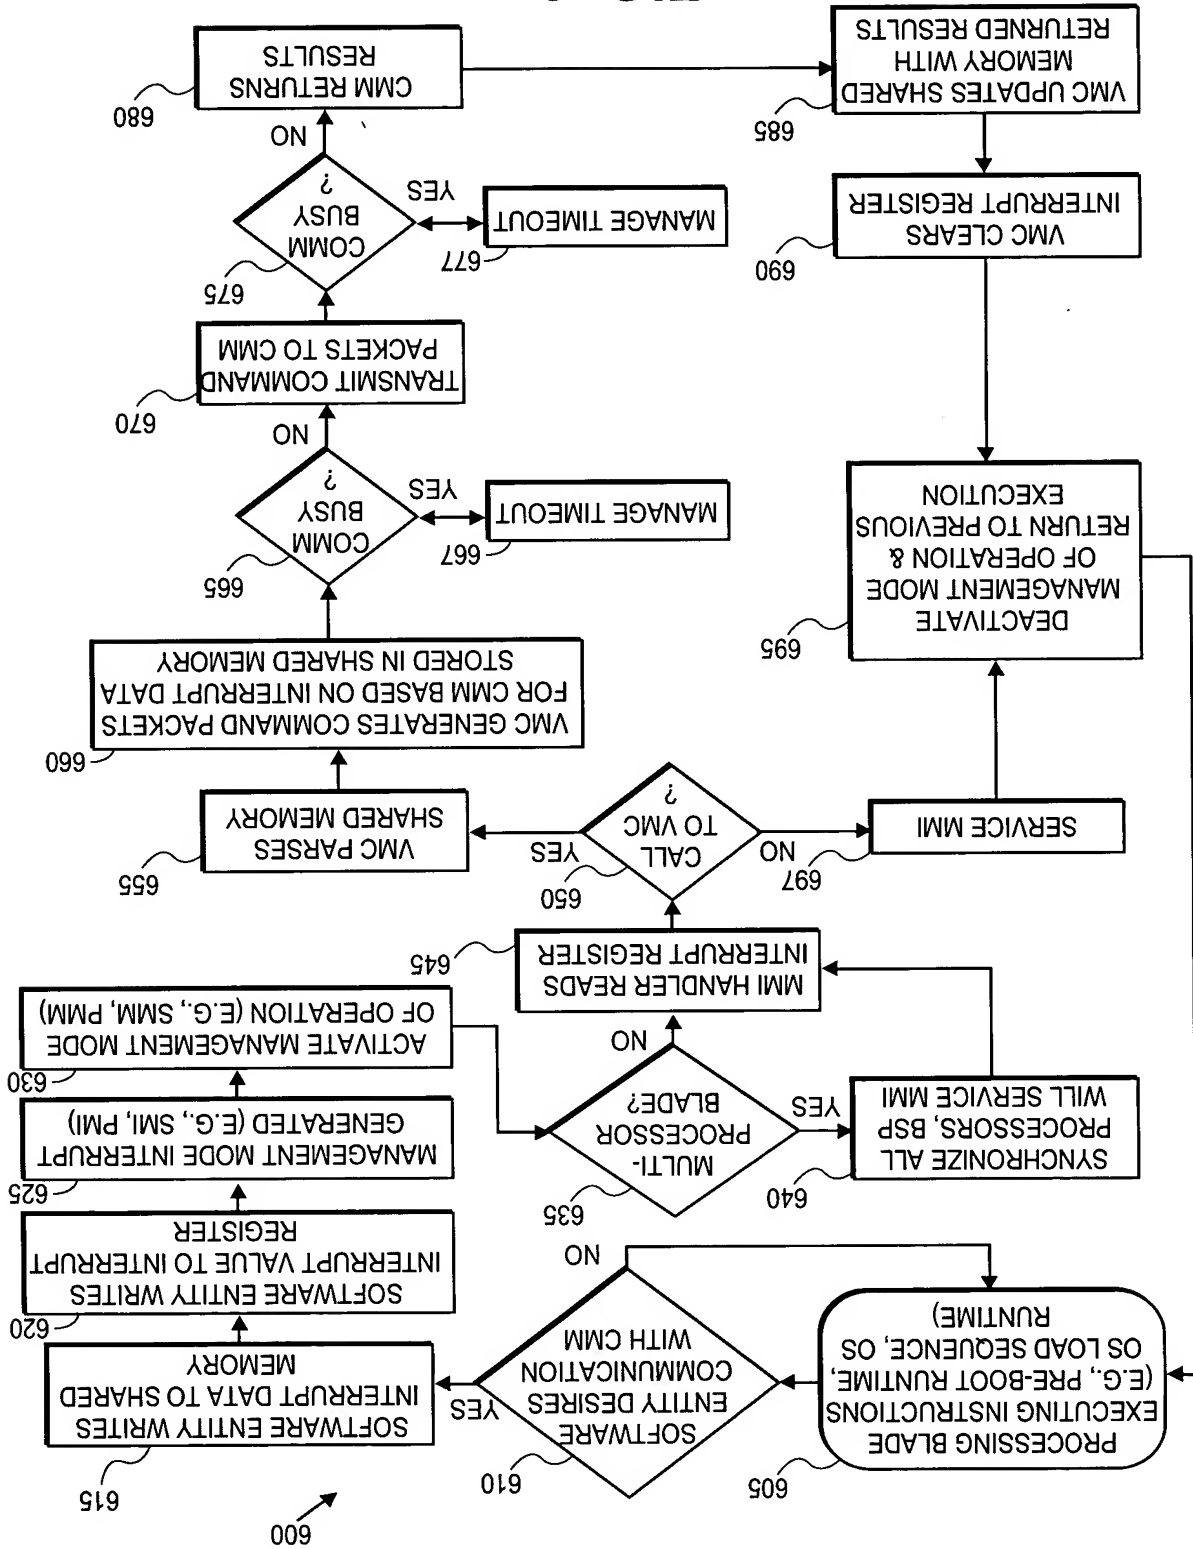 600
PROCESSING BLADE
EXECUTING INSTRUCTIONS
(E.G., PRE-BOOT RUNTIME,
OS LOAD SEQUENCE, OS
RUNTIME)
605
SOFTWARE
ENTITY DESIRES
COMMUNICATION
WITH CMM
610
YES
NO
SOFTWARE ENTITY WRITES
INTERRUPT DATA TO SHARED
MEMORY
615
SOFTWARE ENTITY WRITES
INTERRUPT VALUE TO INTERRUPT
REGISTER
620
MANAGEMENT MODE INTERRUPT
GENERATED (E.G., SMI, PMI)
625
ACTIVATE MANAGEMENT MODE
OF OPERATION (E.G., SMM, PMM)
630
MULTI-
PROCESSOR
BLADE?
635
YES
NO
SYNCHRONIZE ALL
PROCESSORS, BSP
WILL SERVICE MMI
640
MMI HANDLER READS
INTERRUPT REGISTER
645
CALL
TO VMC
?
650
YES
NO
VMC PARSES
SHARED MEMORY
655
VMC GENERATES COMMAND PACKETS
FOR CMM BASED ON INTERRUPT DATA
STORED IN SHARED MEMORY
660
COMM
BUSY
?
665
YES
NO
MANAGE TIMEOUT
667
TRANSMIT COMMAND
PACKETS TO CMM
670
COMM
BUSY
?
675
YES
NO
MANAGE TIMEOUT
677
CMM RETURNS
RESULTS
680
VMC UPDATES SHARED
MEMORY WITH
RETURNED RESULTS
685
VMC CLEARS
INTERRUPT REGISTER
690
DEACTIVATE
MANAGEMENT MODE
OF OPERATION &
RETURN TO PREVIOUS
EXECUTION
695
SERVICE MMI
697